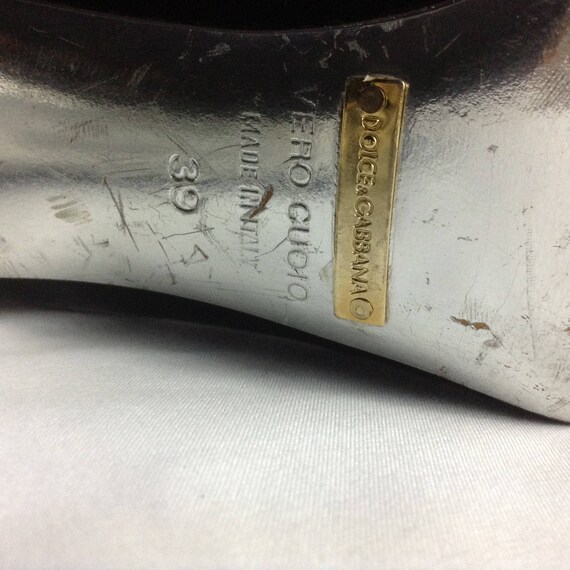 DOLCE & GABBANA
VERO CUOIO
MADE IN ITALY
39